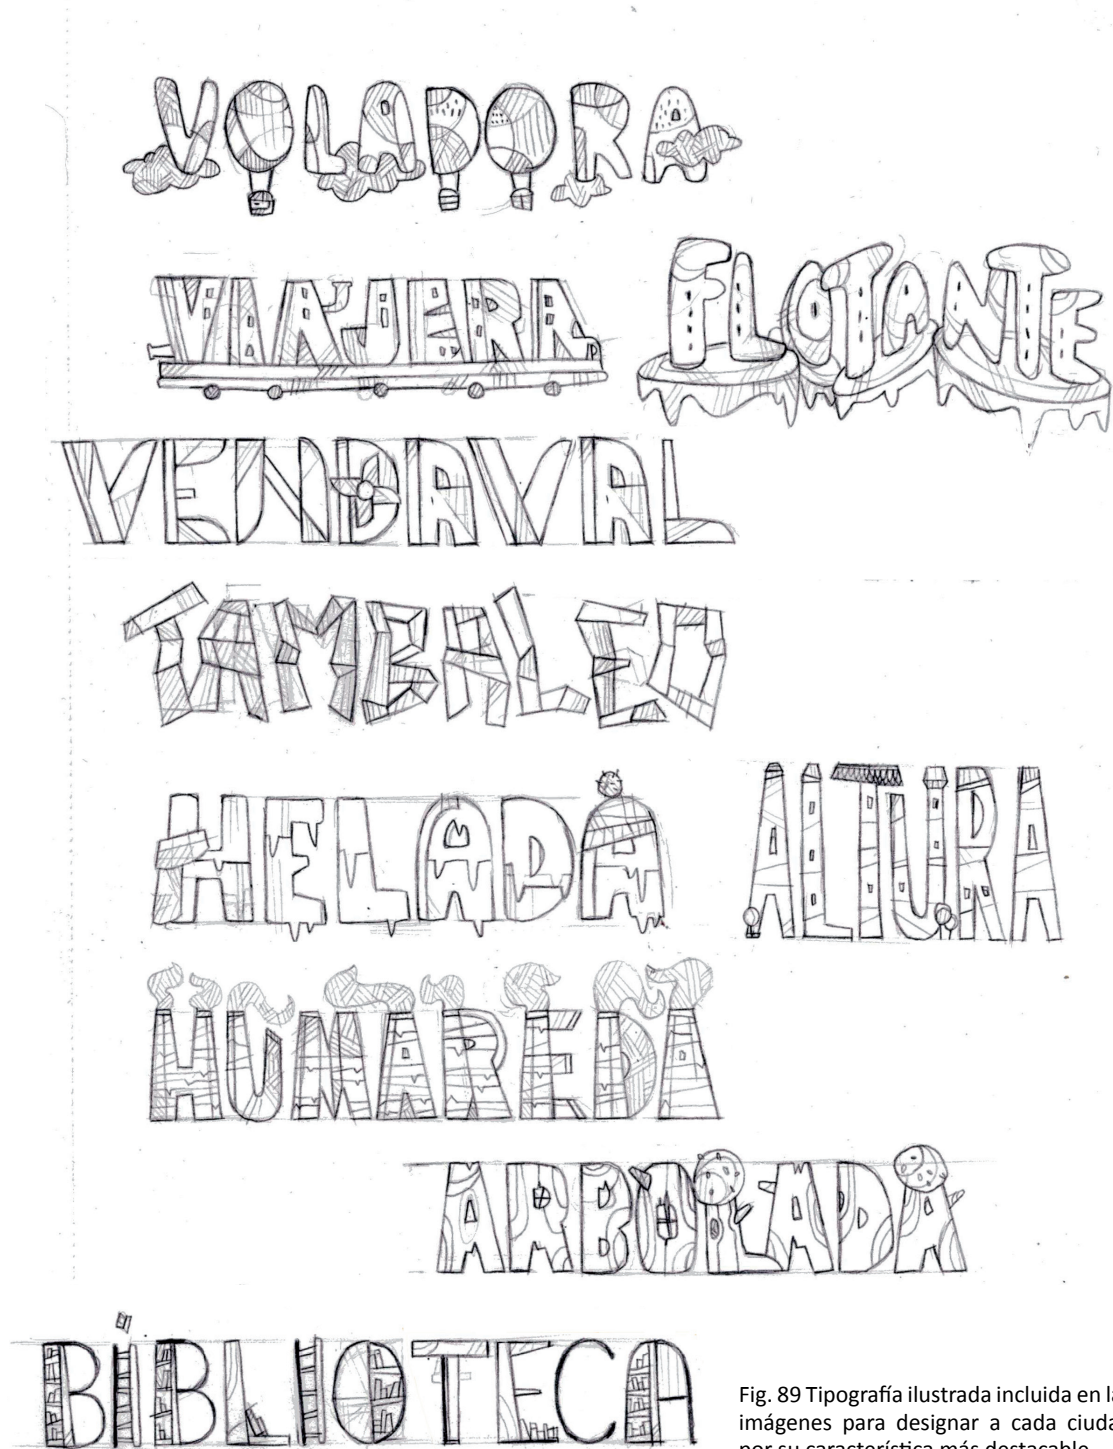 VOLADORA
VIAJERA
FLOTANTE
VENDAVAL
TAMBALEO
HELADA
ALTURA
HUMAREDA
ARBOLADA
BIBLIOTECA
Fig. 89 Tipografía ilustrada incluida en la
imágenes para designar a cada ciuda
por su característica más destacable